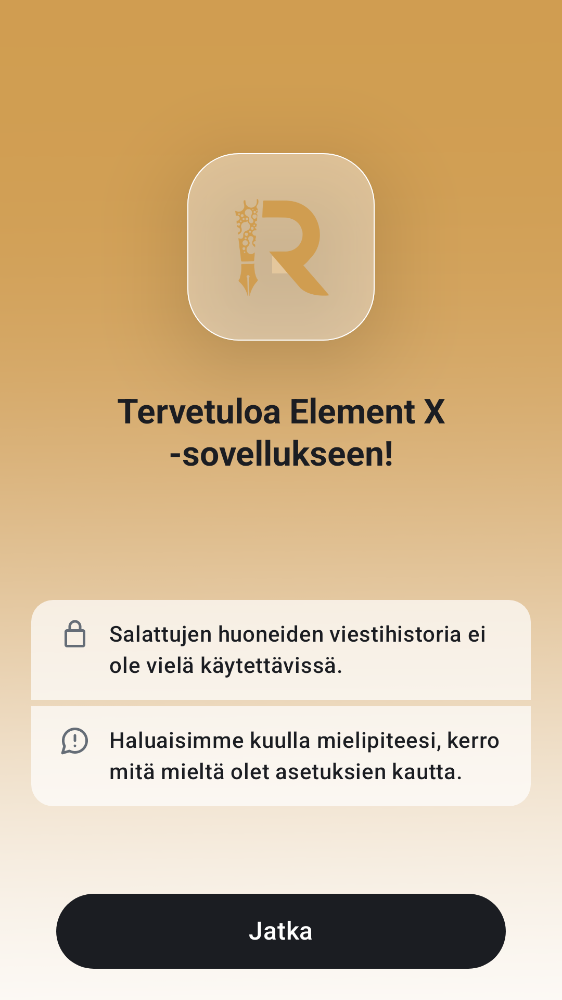 R
Tervetuloa Element X
-sovellukseen!
Salattujen huoneiden viestihistoria ei
ole vielä käytettävissä.
Haluaisimme kuulla mielipiteesi, kerro
mitä mieltä olet asetuksien kautta.
Jatka